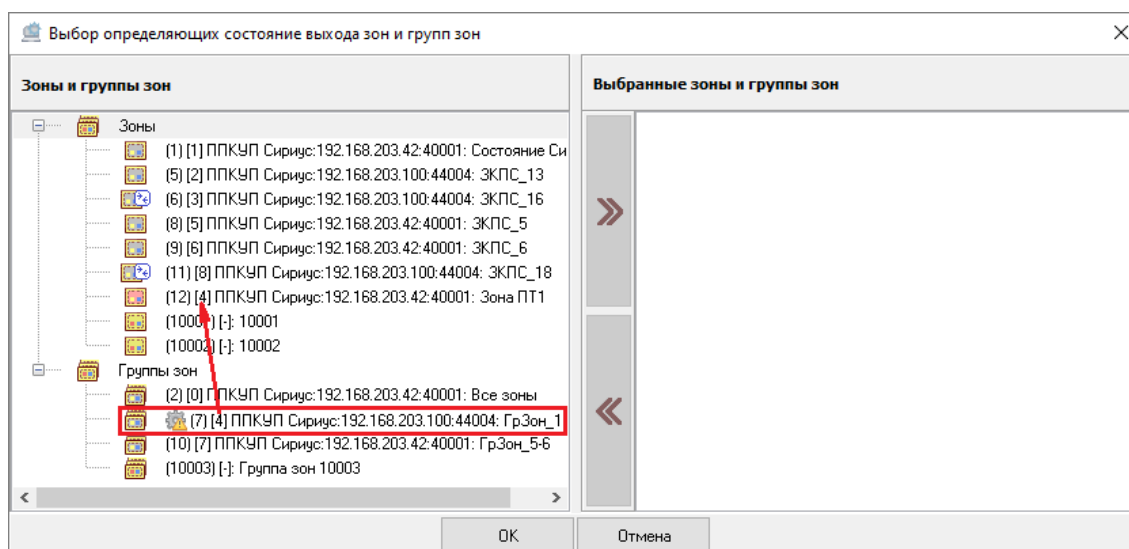 Выбор определяющих состояние выхода зон и групп зон
Зоны и группы зон
Выбранные зоны и группы зон
Зоны
(1) [1] ППКУП Сириус:192.168.203.42:40001: Состояние Си
(5) [2] ППКУП Сириус:192.168.203.100:44004: ЗКПС_13
(6) [3] ППКУП Сириус:192.168.203.100:44004: ЗКПС_16
(8) [5] ППКУП Сириус:192.168.203.42:40001: ЗКПС_5
(9) [6] ППКУП Сириус:192.168.203.42:40001: ЗКПС_6
(11) [8] ППКУП Сириус:192.168.203.100:44004: ЗКПС_18
(12) [4] ППКУП Сириус:192.168.203.42:40001: Зона ПТ1
(10001) [-]: 10001
(10002) [-]: 10002
Группы зон
(2) [0] ППКУП Сириус:192.168.203.42:40001: Все зоны
(7) [4] ППКУП Сириус:192.168.203.100:44004: ГрЗон_1
(10) [7] ППКУП Сириус:192.168.203.42:40001: ГрЗон_5-6
(10003) [-]: Группа зон 10003
OK
Отмена